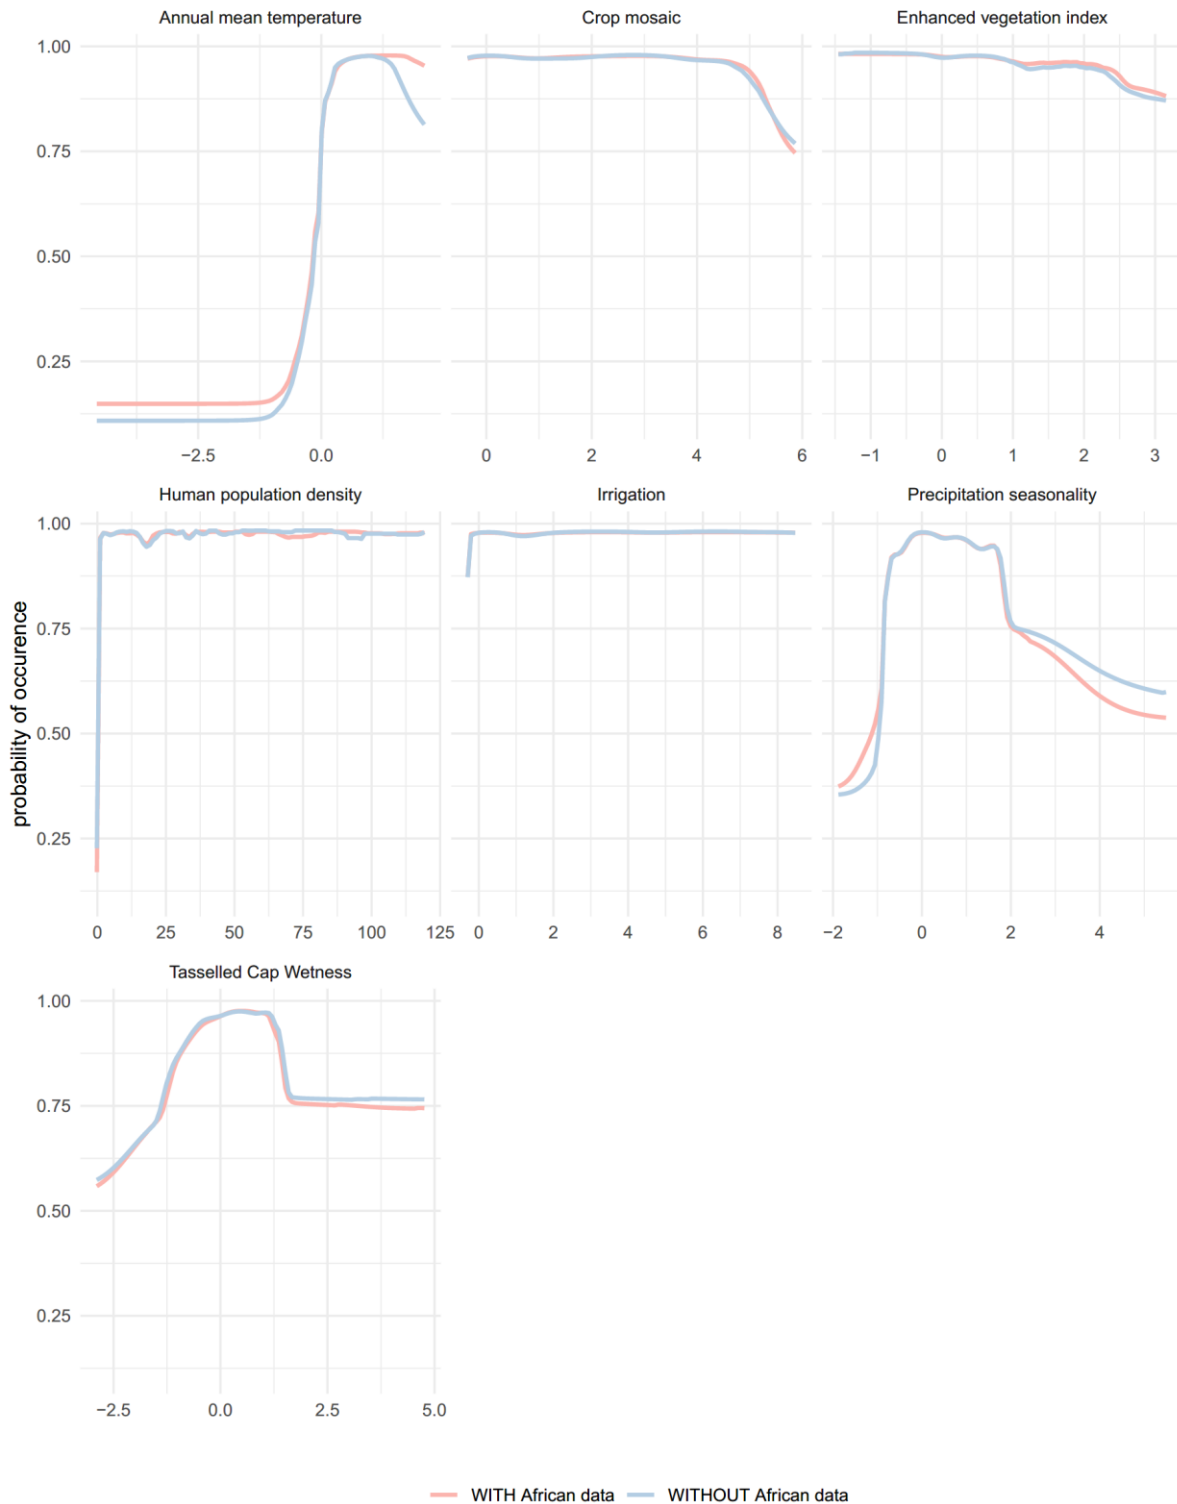 Annual mean temperature
Crop mosaic
Enhanced vegetation index
1.00
0.75
0.50
0.25
−2.5 0.0
0 2 4 6
−1 0 1 2 3
Human population density
Irrigation
Precipitation seasonality
probability of occurence
1.00
0.75
0.50
0.25
0 25 50 75 100 125
0 2 4 6 8
−2 0 2 4
Tasselled Cap Wetness
1.00
0.75
0.50
0.25
−2.5 0.0 2.5 5.0
WITH African data WITHOUT African data